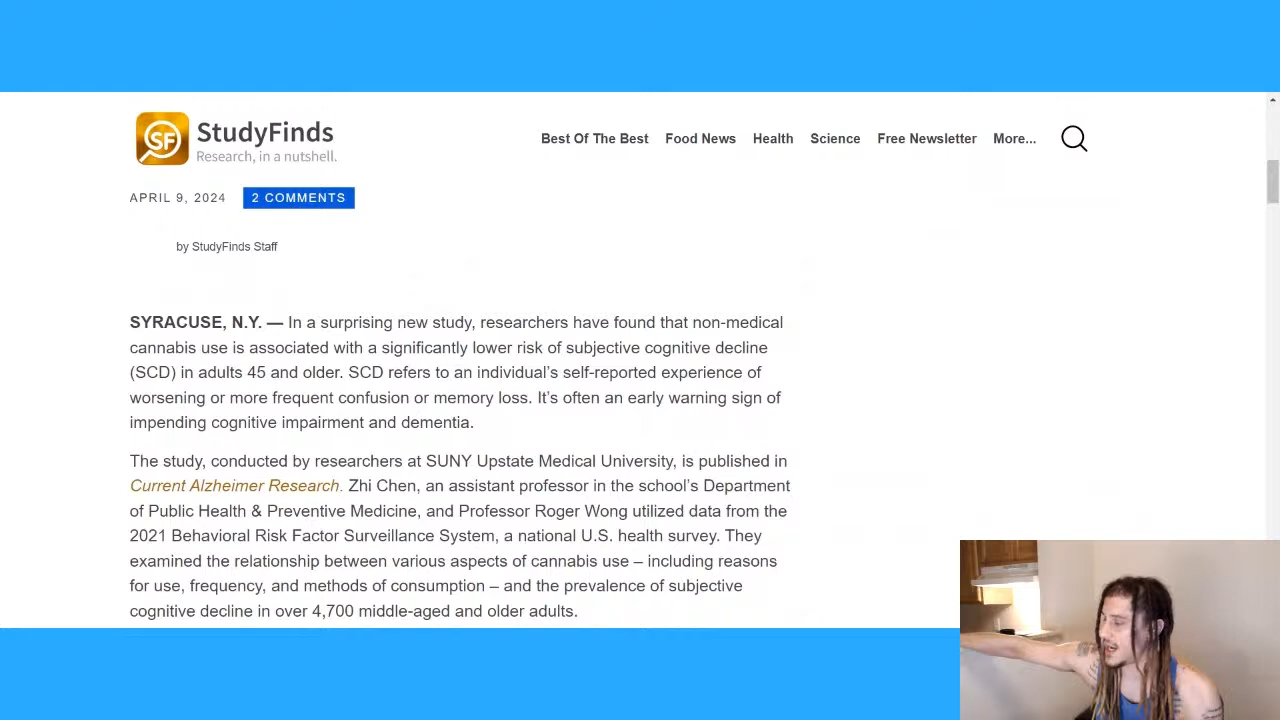 SF
StudyFinds
Research, in a nutshell.
Best Of The Best Food News Health Science Free Newsletter More...
APRIL 9, 2024 2 COMMENTS
by StudyFinds Staff
SYRACUSE, N.Y. — In a surprising new study, researchers have found that non-medical
cannabis use is associated with a significantly lower risk of subjective cognitive decline
(SCD) in adults 45 and older. SCD refers to an individual’s self-reported experience of
worsening or more frequent confusion or memory loss. It’s often an early warning sign of
impending cognitive impairment and dementia.
The study, conducted by researchers at SUNY Upstate Medical University, is published in
Current Alzheimer Research. Zhi Chen, an assistant professor in the school’s Department
of Public Health & Preventive Medicine, and Professor Roger Wong utilized data from the
2021 Behavioral Risk Factor Surveillance System, a national U.S. health survey. They
examined the relationship between various aspects of cannabis use – including reasons
for use, frequency, and methods of consumption – and the prevalence of subjective
cognitive decline in over 4,700 middle-aged and older adults.